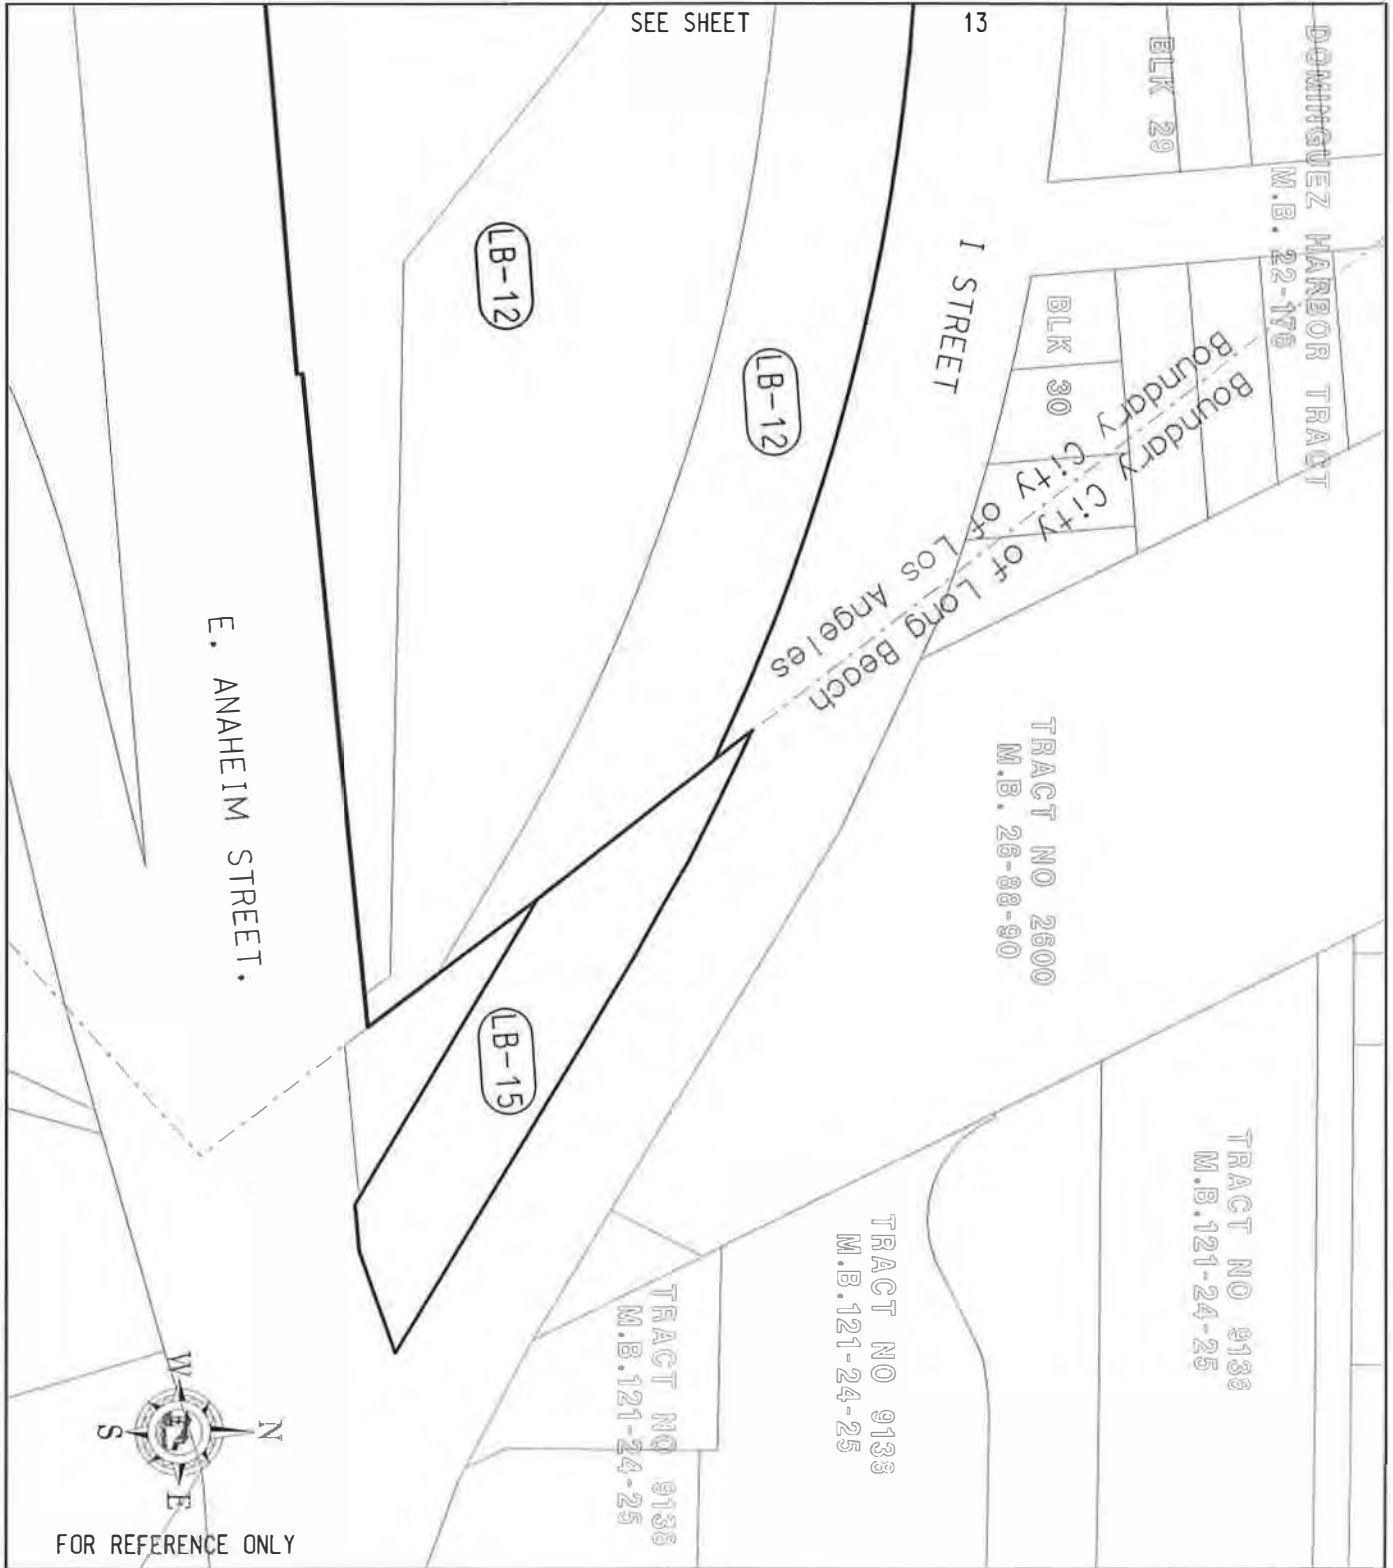 SEE SHEET 13
DOMINGUEZ HARBOR TRACT
M.B. 22-176
BLK 29
BLK 30
I STREET
Boundary City of Los Angeles
Boundary City of Long Beach
LB-12
LB-12
TRACT NO 2600
M.B. 26-88-90
E. ANAHEIM STREET.
LB-15
TRACT NO 9138
M.B.121-24-25
TRACT NO 9138
M.B.121-24-25
TRACT NO 9138
M.B.121-24-25
W
N
S
E
FOR REFERENCE ONLY